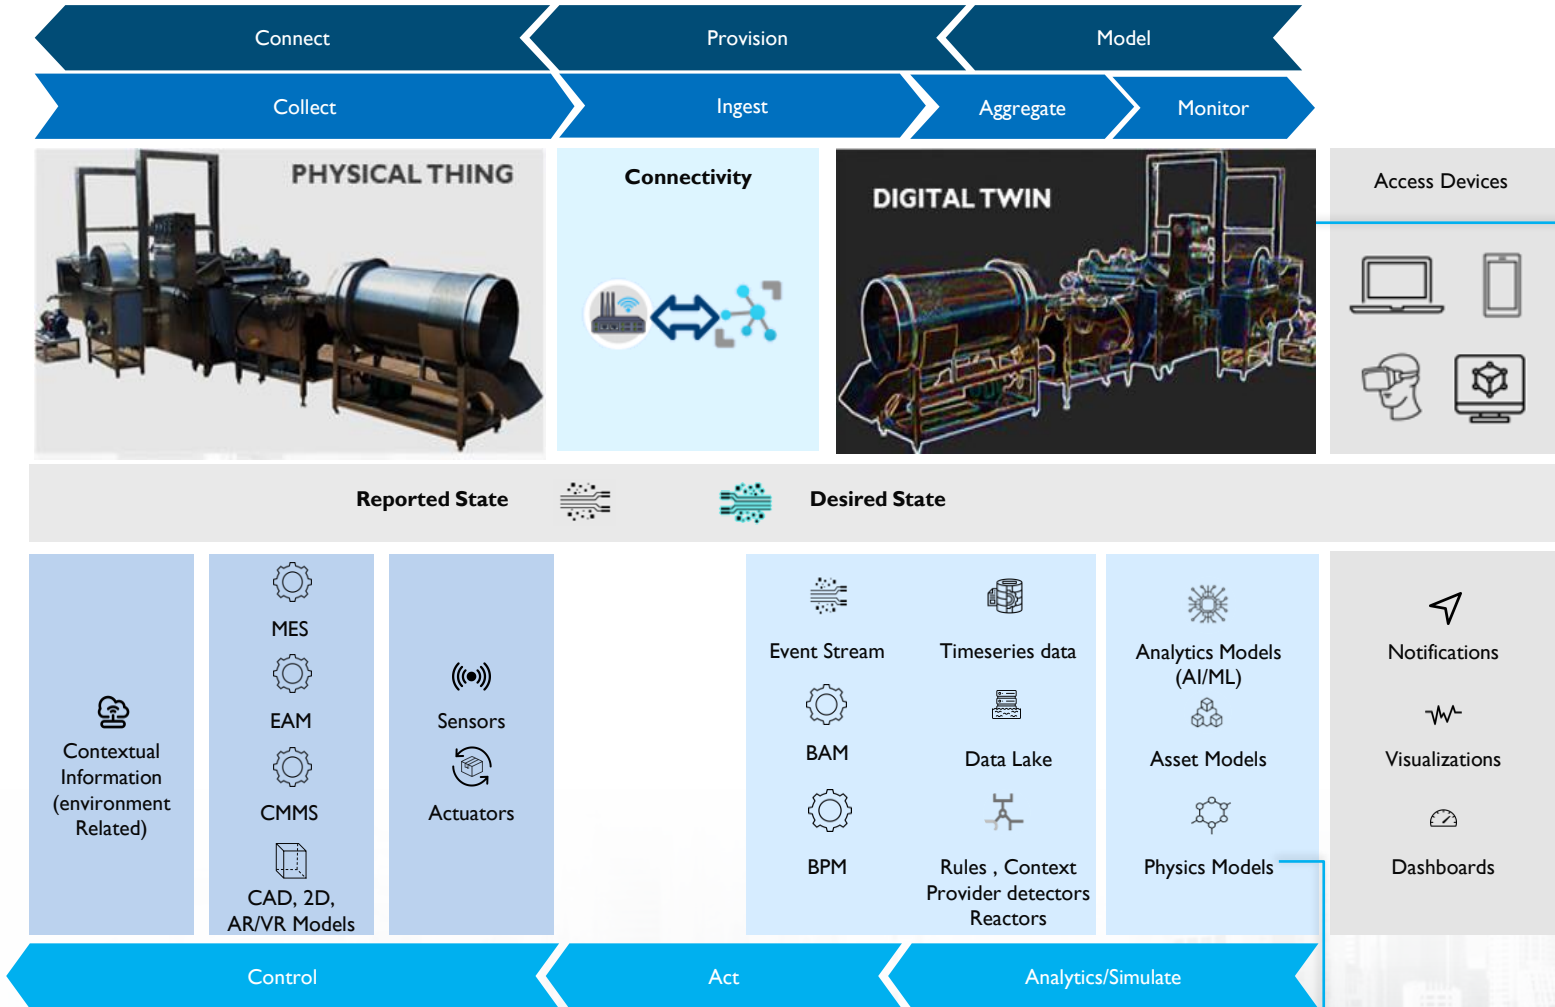 Connect
Provision
Model
Collect
Ingest
Aggregate
Monitor
PHYSICAL THING
Connectivity
DIGITAL TWIN
Access Devices
Reported State
Desired State
Contextual
Information
(environment
Related)
MES
EAM
CMMS
CAD, 2D,
AR/VR Models
Sensors
Actuators
Event Stream
BAM
BPM
Timeseries data
Data Lake
Rules , Context
Provider detectors
Reactors
Analytics Models
(AI/ML)
Asset Models
Physics Models
Notifications
Visualizations
Dashboards
Control
Act
Analytics/Simulate